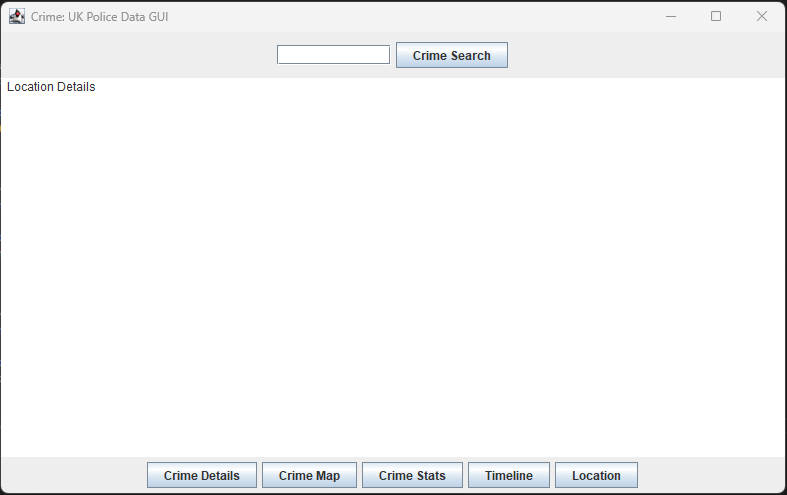 Crime: UK Police Data GUI
Crime Search
Location Details
Crime Details Crime Map Crime Stats Timeline Location